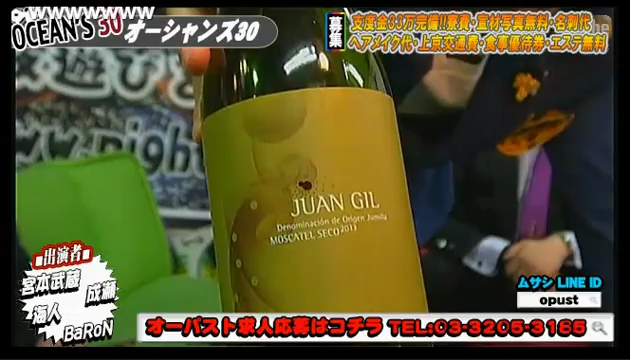 wwwww
OCEAN'S 30 オーシャンズ30
募集
支度金33万完備!!寮費・宣材写真無料・名刺代
ヘアメイク代・上京交通費・食事優待券・エステ無料
www.nigh
JUAN GIL
Denominación de Origen Jumilla
MOSCATEL SECO 2013
出演者
宮本武蔵
成瀬
海人
BaRoN
ムサシ LINE ID
opust
オーパスト求人応募はコチラ TEL:03-3205-3185